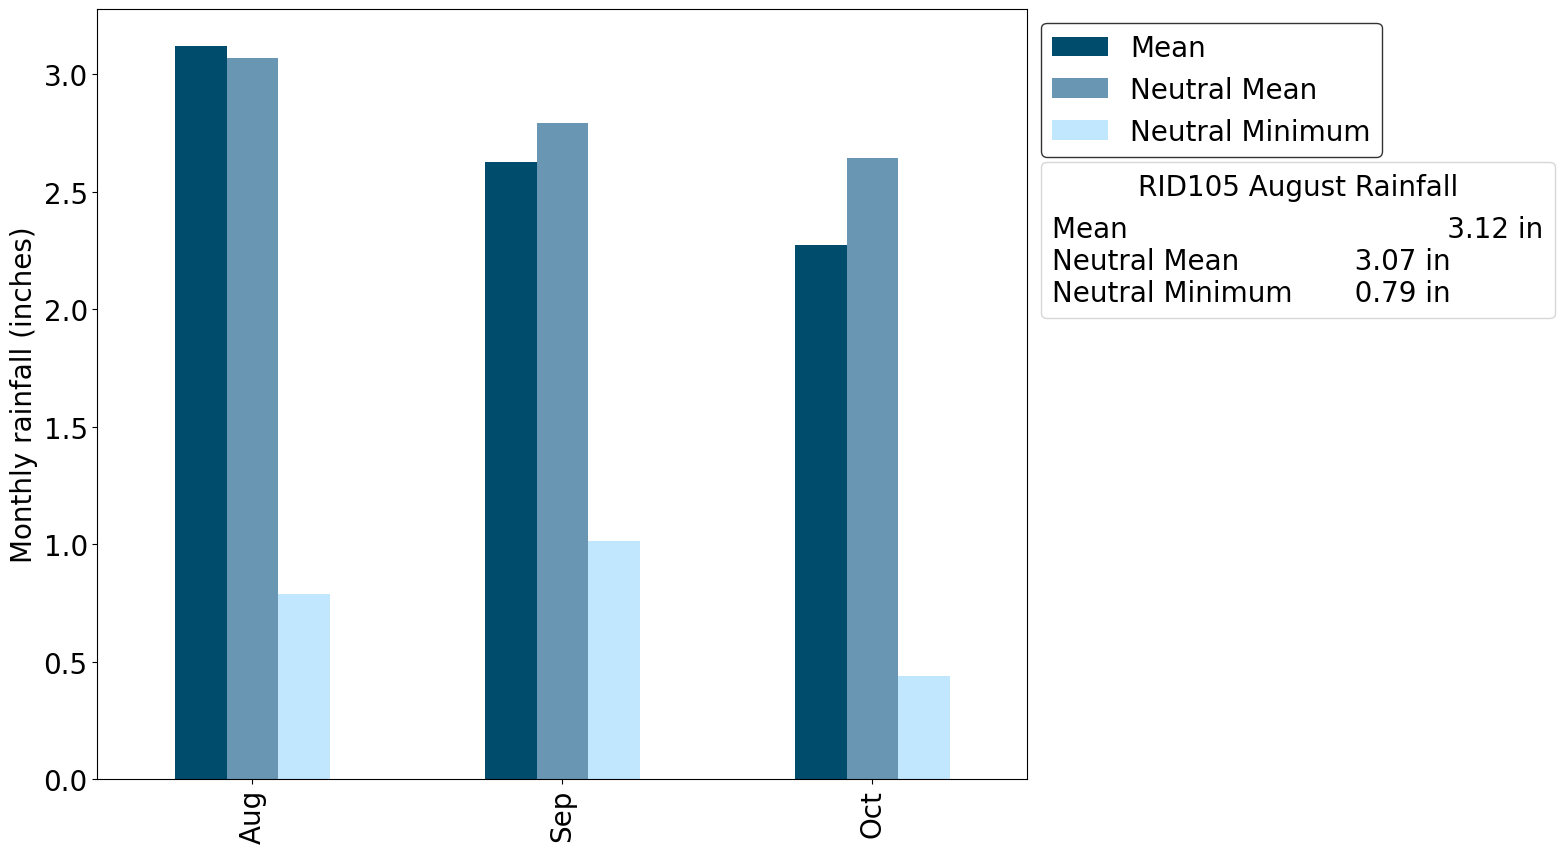 Monthly rainfall (inches)
3.0
2.5
2.0
1.5
1.0
0.5
0.0
Aug
Sep
Oct
Mean
Neutral Mean
Neutral Minimum
RID105 August Rainfall
Mean 3.12 in
Neutral Mean 3.07 in
Neutral Minimum 0.79 in